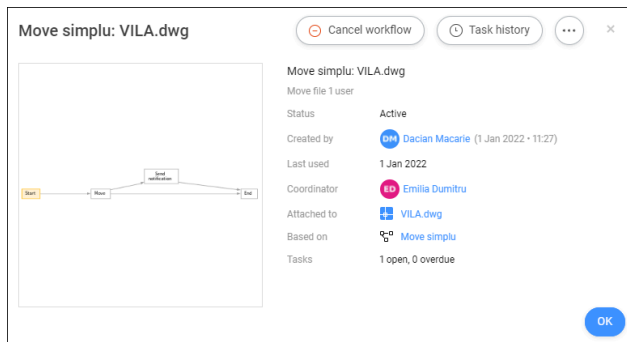 Move simplu: VILA.dwg
Cancel workflow
Task history
Move simplu: VILA.dwg
Move file 1 user
Status Active
Created by DM Dacian Macarie (1 Jan 2022 • 11:27)
Last used 1 Jan 2022
Coordinator ED Emilia Dumitru
Attached to VILA.dwg
Based on Move simplu
Tasks 1 open, 0 overdue
Start
Move
Send
notification
End
OK